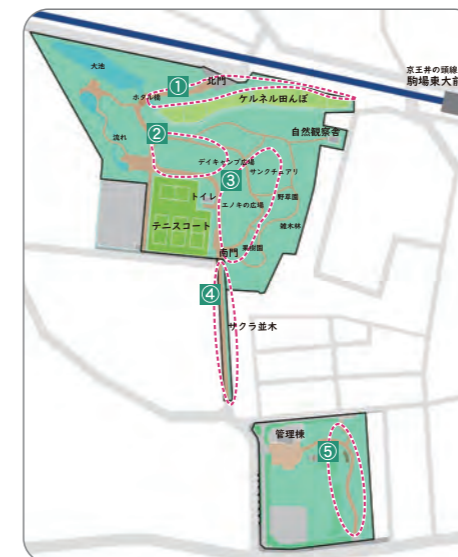 京王井の頭線
駒場東大前
大池
①
北門
ホタル橋
ケルネル田んぼ
②
自然観察舎
流れ
デイキャンプ広場
③
サンクチュアリ
トイレ
エノキの広場
野草園
テニスコート
雑木林
果樹園
南門
④
サクラ並木
管理棟
⑤